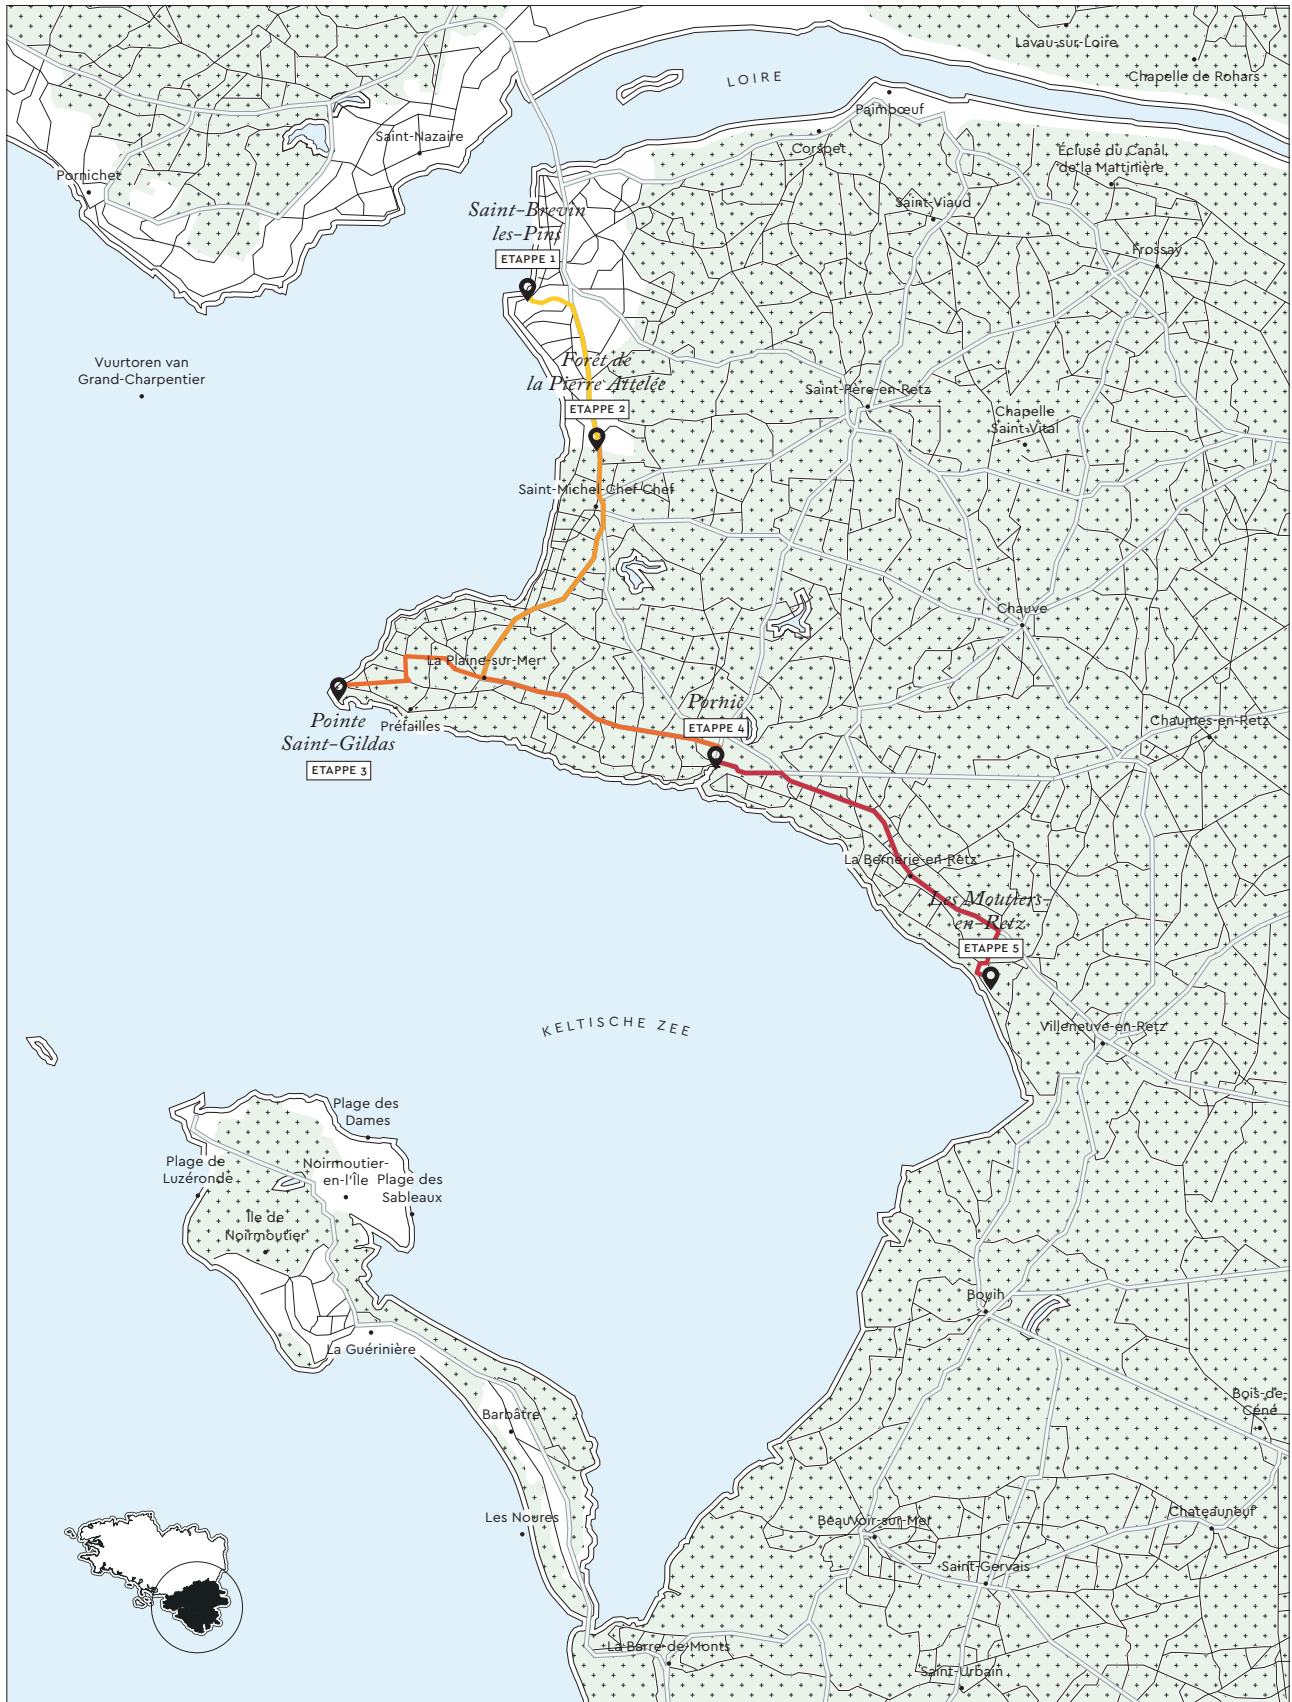 Lavau-sur-Loire
LOIRE
Chapelle de Rohars
Paimbœuf
Saint-Nazaire
Corsept
Écluse du Canal
de la Martinière
Pornichet
Saint-Viaud
Saint-Brevin
les-Pins
ETAPPE 1
Frossay
Vuurtoren van
Grand-Charpentier
Forêt de
la Pierre Attelée
ETAPPE 2
Saint-Père-en-Retz
Chapelle
Saint-Vital
Saint-Michel-Chef-Chef
Chauvé
La Plaine-sur-Mer
Pornic
ETAPPE 4
Pointe
Saint-Gildas
ETAPPE 3
Préfailles
Chaumes-en-Retz
La Bernerie-en-Retz
Les Moutiers-
en-Retz
ETAPPE 5
KELTISCHE ZEE
Villeneuve-en-Retz
Plage des
Dames
Plage de
Luzéronde
Noirmoutier-
en-l'Île
Plage des
Sableaux
Île de
Noirmoutier
Bouin
La Guérinière
Bois-de-
Céné
Barbâtre
Les Noures
Beauvoir-sur-Mer
Chateauneuf
Saint-Gervais
La Barre-de-Monts
Saint-Urbain